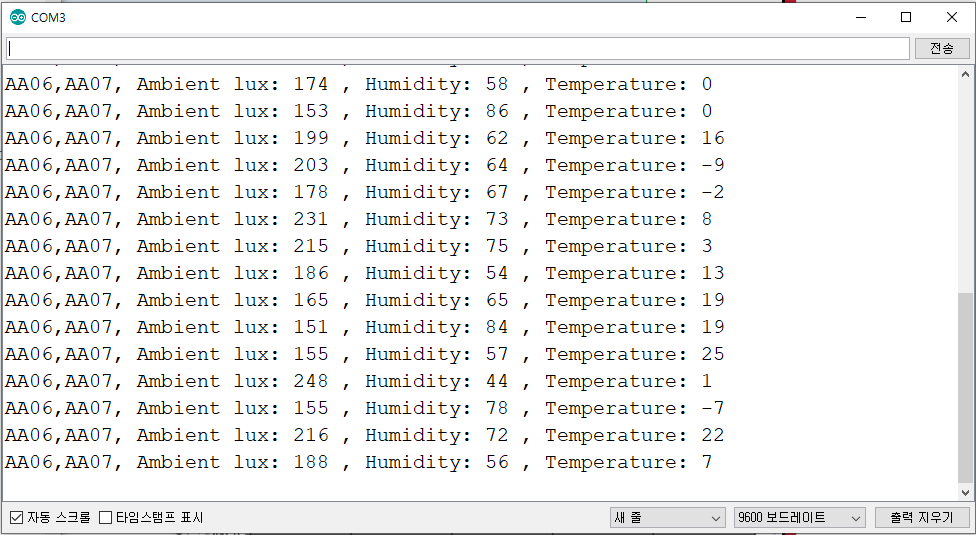 COM3
전송
AA06,AA07, Ambient lux: 174 , Humidity: 58 , Temperature: 0
AA06,AA07, Ambient lux: 153 , Humidity: 86 , Temperature: 0
AA06,AA07, Ambient lux: 199 , Humidity: 62 , Temperature: 16
AA06,AA07, Ambient lux: 203 , Humidity: 64 , Temperature: -9
AA06,AA07, Ambient lux: 178 , Humidity: 67 , Temperature: -2
AA06,AA07, Ambient lux: 231 , Humidity: 73 , Temperature: 8
AA06,AA07, Ambient lux: 215 , Humidity: 75 , Temperature: 3
AA06,AA07, Ambient lux: 186 , Humidity: 54 , Temperature: 13
AA06,AA07, Ambient lux: 165 , Humidity: 65 , Temperature: 19
AA06,AA07, Ambient lux: 151 , Humidity: 84 , Temperature: 19
AA06,AA07, Ambient lux: 155 , Humidity: 57 , Temperature: 25
AA06,AA07, Ambient lux: 248 , Humidity: 44 , Temperature: 1
AA06,AA07, Ambient lux: 155 , Humidity: 78 , Temperature: -7
AA06,AA07, Ambient lux: 216 , Humidity: 72 , Temperature: 22
AA06,AA07, Ambient lux: 188 , Humidity: 56 , Temperature: 7
자동 스크롤 타임스탬프 표시 새 줄 9600 보드레이트 출력 지우기